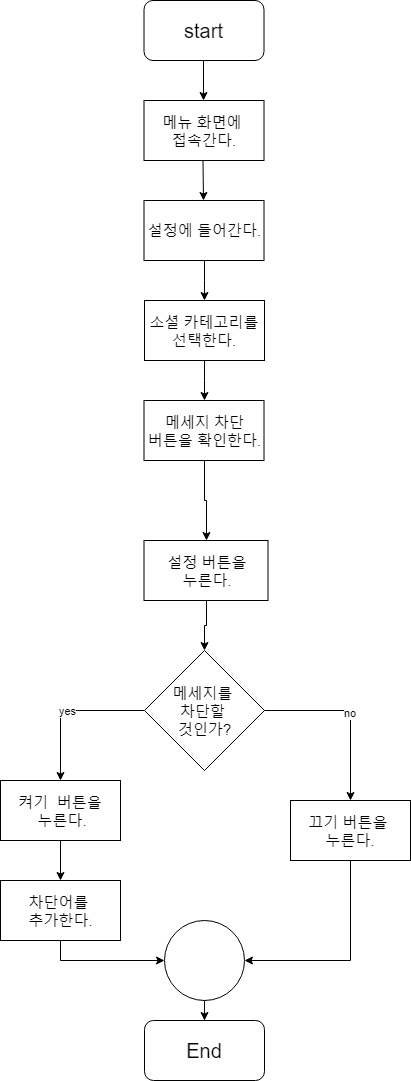 start
메뉴 화면에
접속간다.
설정에 들어간다.
소셜 카테고리를
선택한다.
메세지 차단
버튼을 확인한다.
설정 버튼을
누른다.
메세지를
차단할
것인가?
yes
no
켜기 버튼을
누른다.
끄기 버튼을
누른다.
차단어를
추가한다.
End